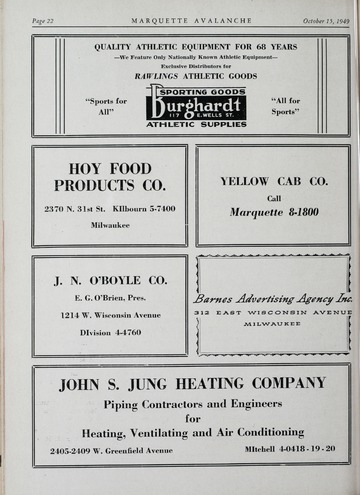 Page 22 MARQUETTE AVALANCHE October 15, 1949
QUALITY ATHLETIC EQUIPMENT FOR 68 YEARS
—We Feature Only Nationally Known Athletic Equipment—
Exclusive Distributors for
RAWLINGS ATHLETIC GOODS
"Sports for
All"
SPORTING GOODS
Burghardt
117 E. WELLS ST.
ATHLETIC SUPPLIES
"All for
Sports"
HOY FOOD
PRODUCTS CO.
2370 N. 31st St. KIlbourn 5-7400
Milwaukee
YELLOW CAB CO.
Call
Marquette 8-1800
J. N. O'BOYLE CO.
E. G. O'Brien, Pres.
1214 W. Wisconsin Avenue
DIvision 4-4760
Barnes Advertising Agency Inc.
312 EAST WISCONSIN AVENUE
MILWAUKEE
JOHN S. JUNG HEATING COMPANY
Piping Contractors and Engineers
for
Heating, Ventilating and Air Conditioning
2405-2409 W. Greenfield Avenue MItchell 4-0418 - 19 - 20